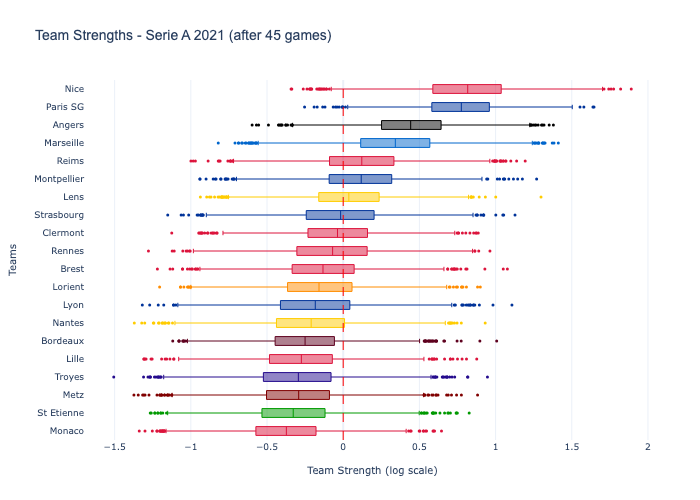 Team Strengths - Serie A 2021 (after 45 games)
Nice
Paris SG
Angers
Marseille
Reims
Montpellier
Lens
Strasbourg
Clermont
Rennes
Brest
Lorient
Lyon
Nantes
Bordeaux
Lille
Troyes
Metz
St Etienne
Monaco
Teams
−1.5 −1 −0.5 0 0.5 1 1.5 2
Team Strength (log scale)